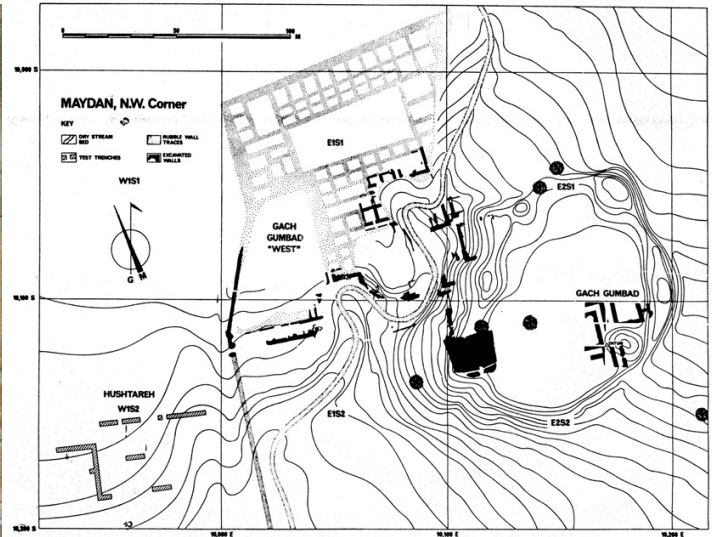 0 50 100
M
10,000 S
MAYDAN, N.W. Corner
KEY
DRY STREAM BED
RUBBLE WALL TRACES
TEST TRENCHES
EXCAVATED WALLS
W1S1
E1S1
E2S1
G M
GACH
GUMBAD
"WEST"
10,100 S
GACH GUMBAD
HUSHTAREH
W1S2
E1S2
E2S2
10,200 S
10,000 E
10,100 E
10,200 E